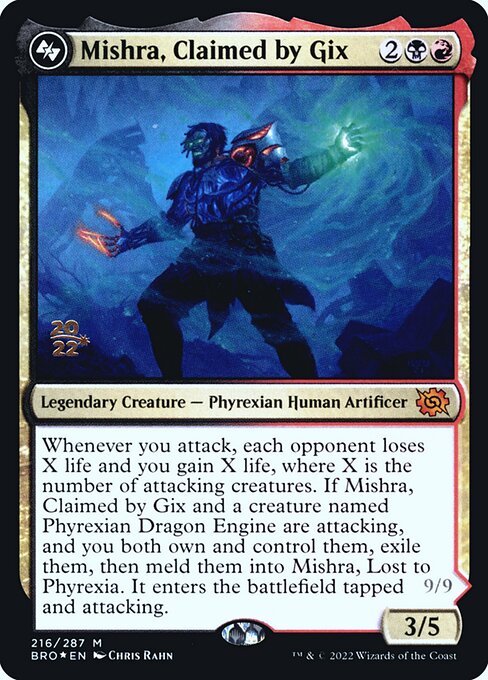 Mishra, Claimed by Gix 2
20
22
Legendary Creature — Phyrexian Human Artificer
Whenever you attack, each opponent loses
X life and you gain X life, where X is the
number of attacking creatures. If Mishra,
Claimed by Gix and a creature named
Phyrexian Dragon Engine are attacking,
and you both own and control them, exile
them, then meld them into Mishra, Lost to
Phyrexia. It enters the battlefield tapped
and attacking.
9/9
3/5
216/287 M
BRO★EN Chris Rahn
™ & © 2022 Wizards of the Coast